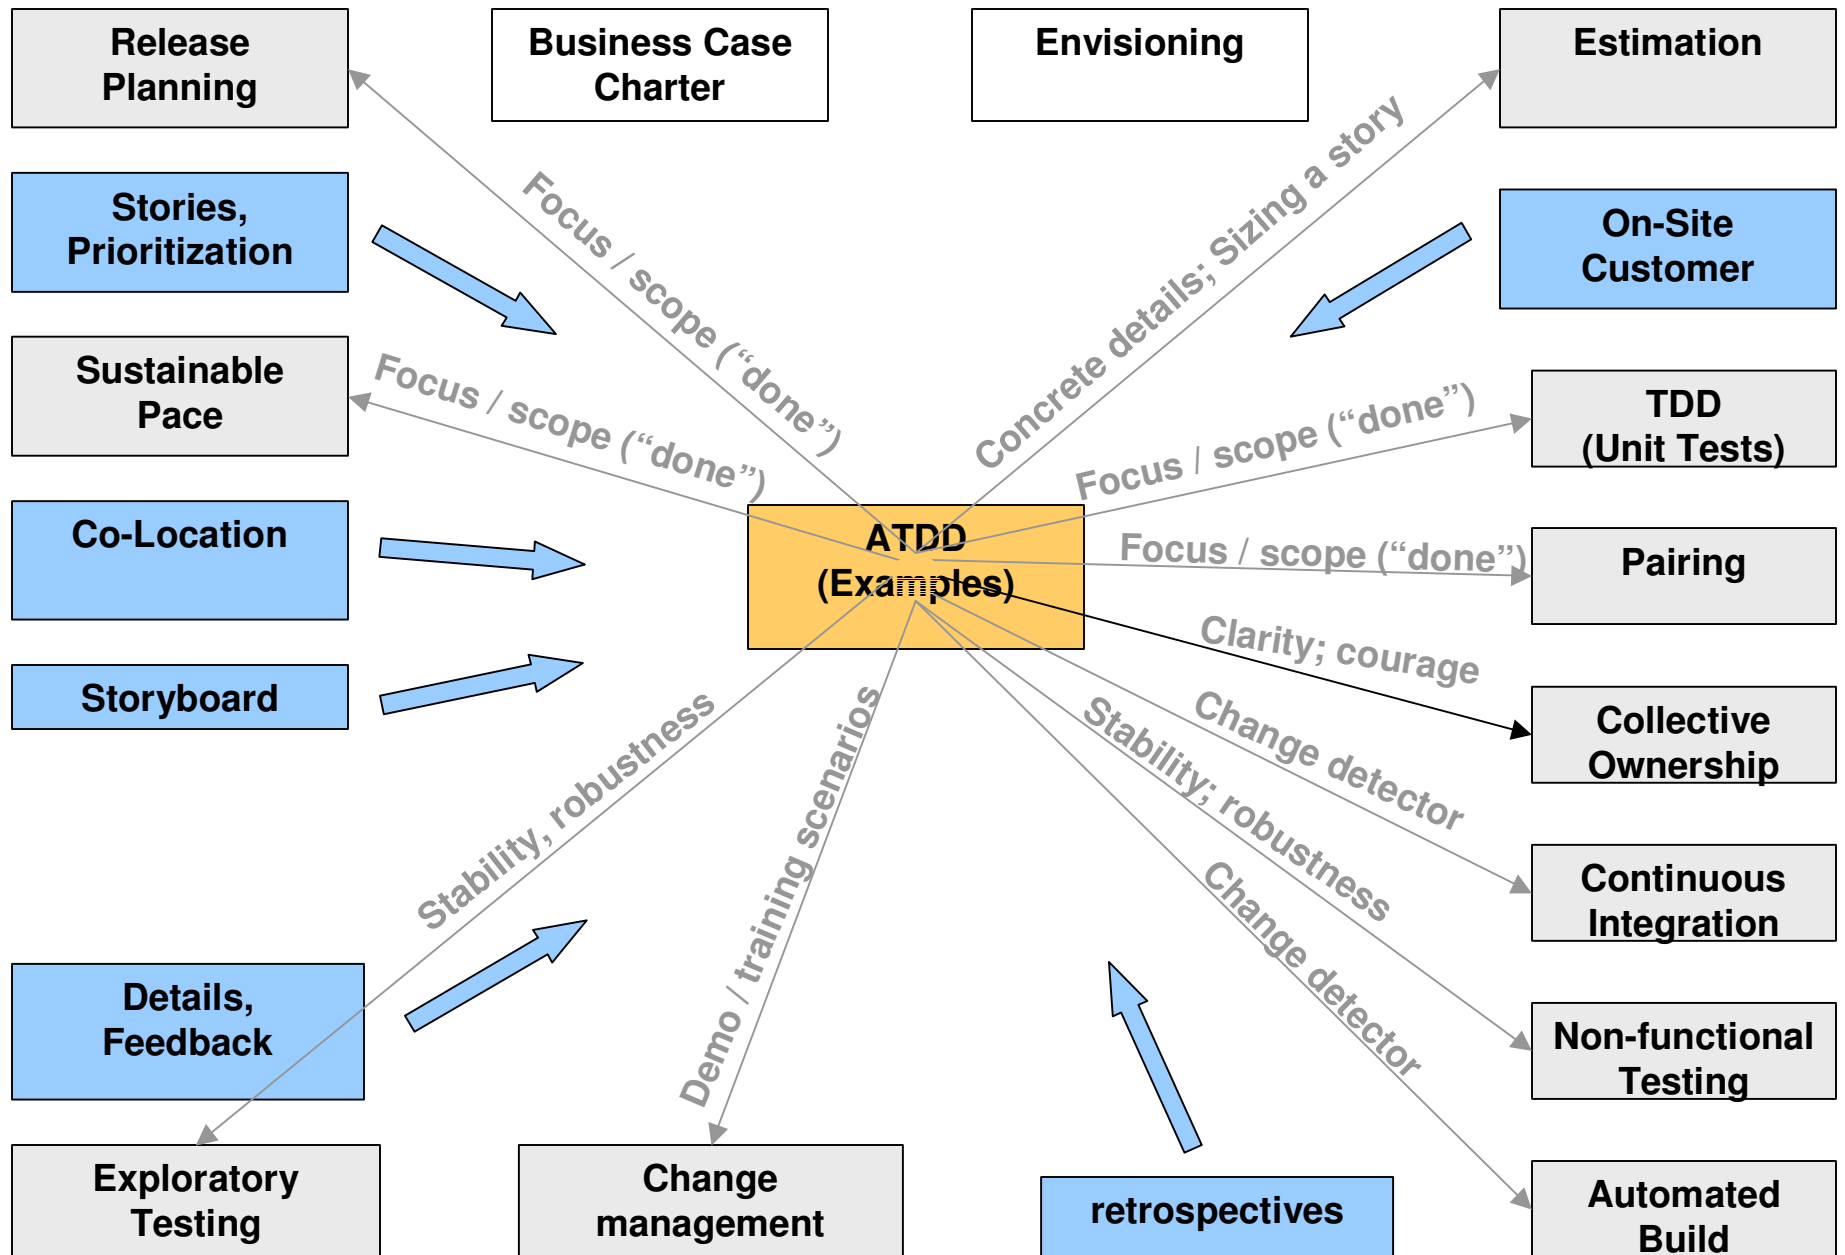 Release
Planning
Business Case
Charter
Envisioning
Estimation
Stories,
Prioritization
On-Site
Customer
Focus / scope (“done”)
Concrete details; Sizing a story
Sustainable
Pace
Focus / scope (“done”)
Focus / scope (“done”)
TDD
(Unit Tests)
Co-Location
ATDD
(Examples)
Focus / scope (“done”)
Pairing
Clarity; courage
Storyboard
Collective
Ownership
Stability, robustness
Demo / training scenarios
Change detector
Stability; robustness
Change detector
Continuous
Integration
Details,
Feedback
Non-functional
Testing
Exploratory
Testing
Change
management
retrospectives
Automated
Build